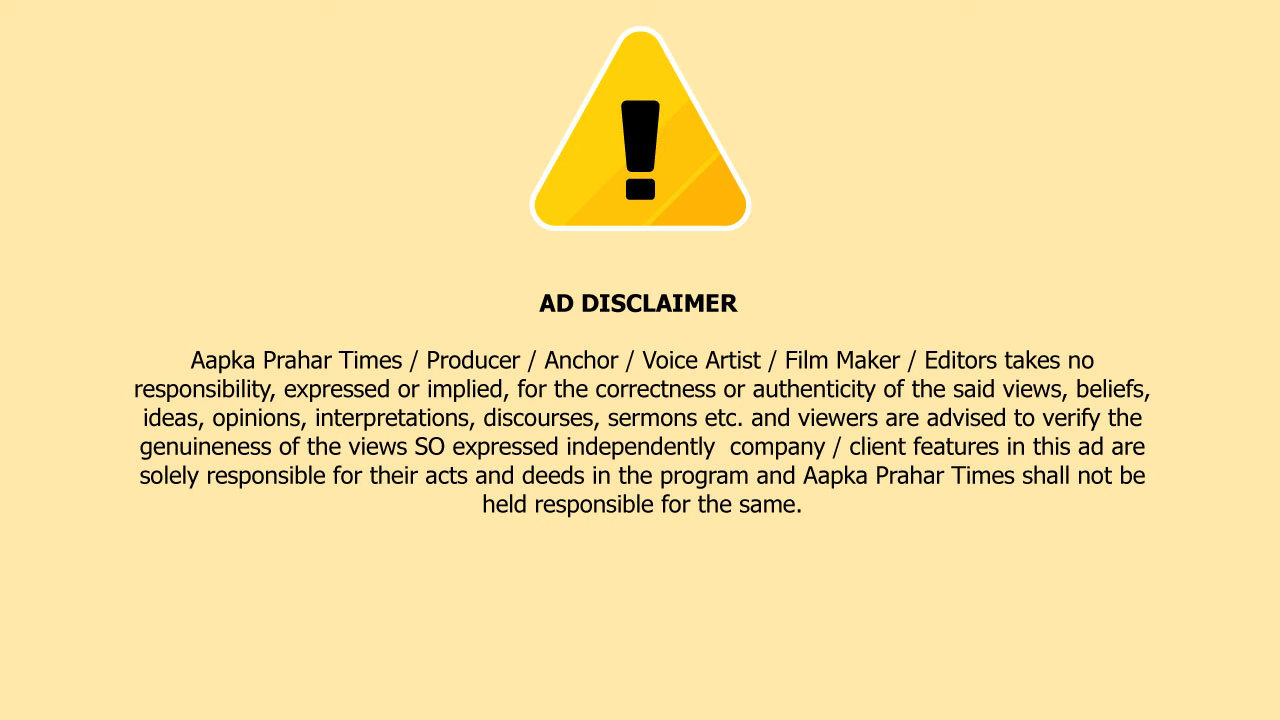 AD DISCLAIMER
Aapka Prahar Times / Producer / Anchor / Voice Artist / Film Maker / Editors takes no
responsibility, expressed or implied, for the correctness or authenticity of the said views, beliefs,
ideas, opinions, interpretations, discourses, sermons etc. and viewers are advised to verify the
genuineness of the views SO expressed independently  company / client features in this ad are
solely responsible for their acts and deeds in the program and Aapka Prahar Times shall not be
held responsible for the same.